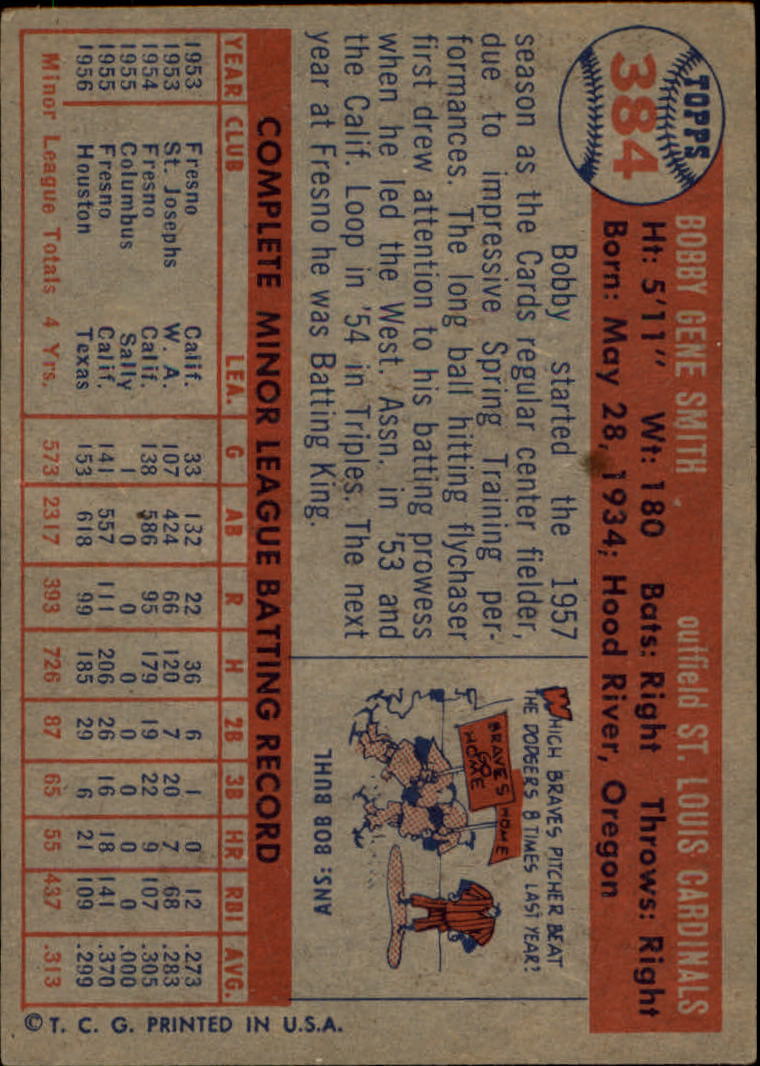 TOPPS
384
BOBBY GENE SMITH outfield ST. LOUIS CARDINALS
Ht: 5'11" Wt: 180 Bats: Right Throws: Right
Born: May 28, 1934; Hood River, Oregon
Bobby started the 1957
season as the Cards regular center fielder,
due to impressive Spring Training per-
formances. The long ball hitting flychaser
first drew attention to his batting prowess
when he led the West. Assn. in '53 and
the Calif. Loop in '54 in Triples. The next
year at Fresno he was Batting King.
WHICH BRAVES PITCHER BEAT
THE DODGERS 8 TIMES LAST YEAR?
BRAVES
GO
HOME
HOME
ANS: BOB BUHL
COMPLETE MINOR LEAGUE BATTING RECORD
YEAR CLUB LEA. G AB R H 2B 3B HR RBI AVG.
1953 Fresno Calif. 33 132 22 36 6 1 0 12 .273
1953 St. Josephs W. A. 107 424 66 120 7 20 7 68 .283
1954 Fresno Calif. 138 586 95 179 19 22 9 107 .305
1955 Columbus Sally 1 0 0 0 0 0 0 0 .000
1955 Fresno Calif. 141 557 111 206 26 16 18 141 .370
1956 Houston Texas 153 618 99 185 29 6 21 109 .299
Minor League Totals 4 Yrs. 573 2317 393 726 87 65 55 437 .313
© T. C. G. PRINTED IN U.S.A.